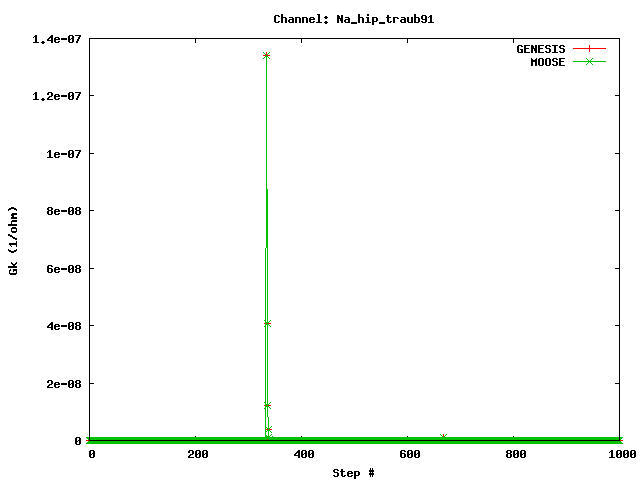 Channel: Na_hip_traub91
1.4e-07
GENESIS
MOOSE
1.2e-07
1e-07
8e-08
Gk (1/ohm)
6e-08
4e-08
2e-08
0
0 200 400 600 800 1000
Step #